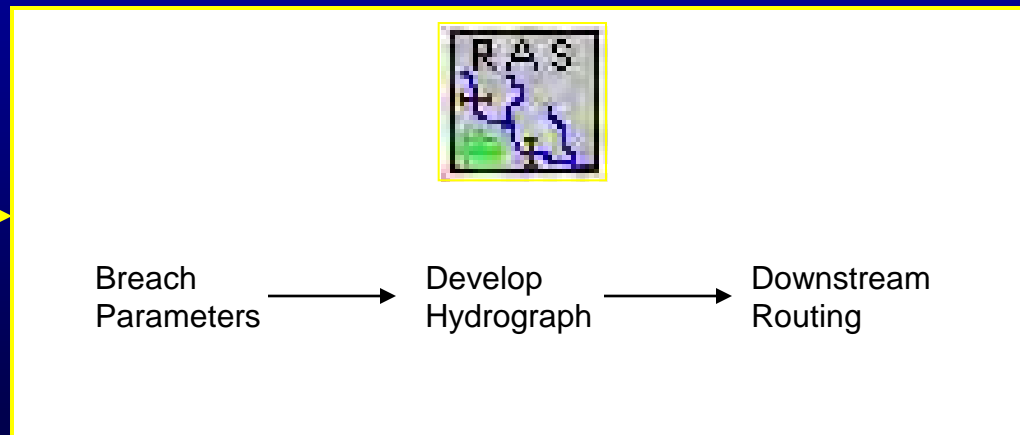 RAS
Breach
Parameters
Develop
Hydrograph
Downstream
Routing